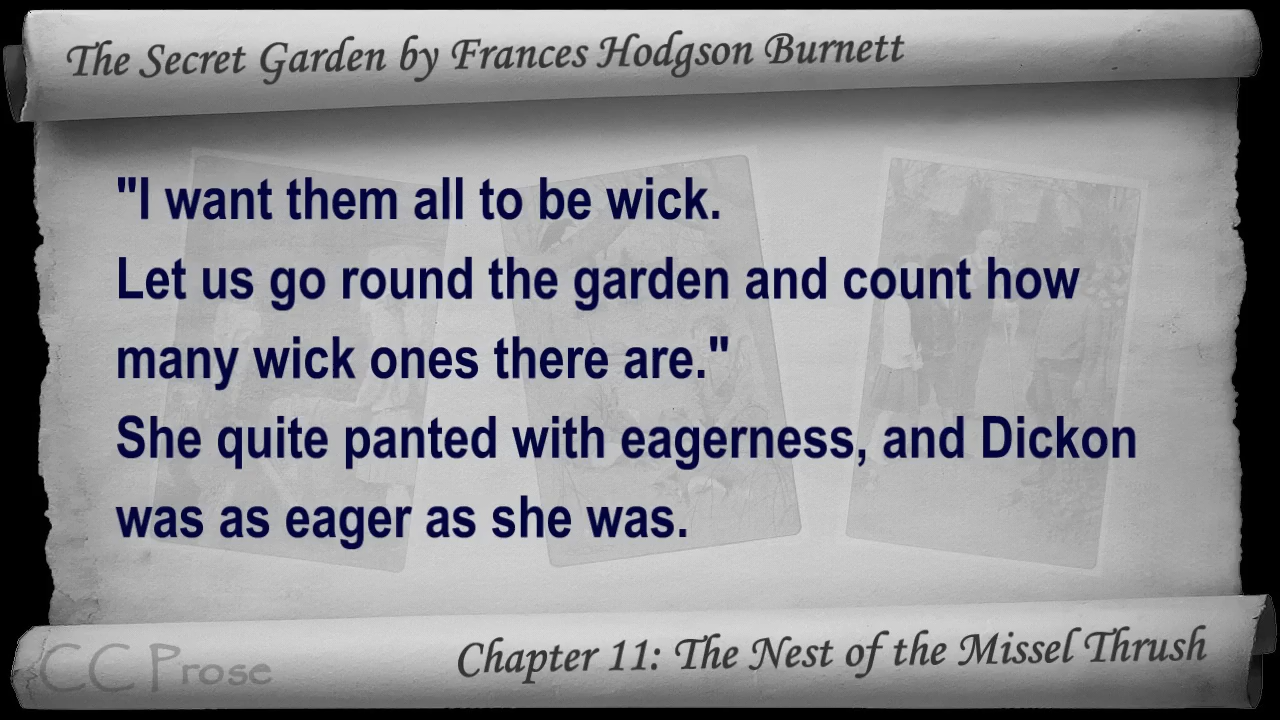 The Secret Garden by Frances Hodgson Burnett
"I want them all to be wick.
Let us go round the garden and count how
many wick ones there are."
She quite panted with eagerness, and Dickon
was as eager as she was.
CC Prose
Chapter 11: The Nest of the Missel Thrush